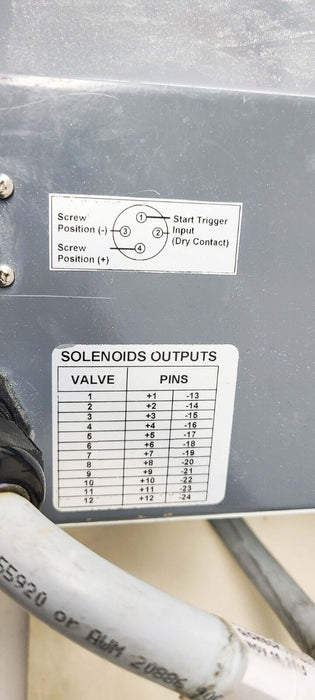 Screw
Position (-)
1
3
2
4
Start Trigger
Input
(Dry Contact)
Screw
Position (+)
SOLENOIDS OUTPUTS
VALVE PINS
1 +1 -13
2 +2 -14
3 +3 -15
4 +4 -16
5 +5 -17
6 +6 -18
7 +7 -19
8 +8 -20
9 +9 -21
10 +10 -22
11 +11 -23
12 +12 -24
55920 or AWM 20886